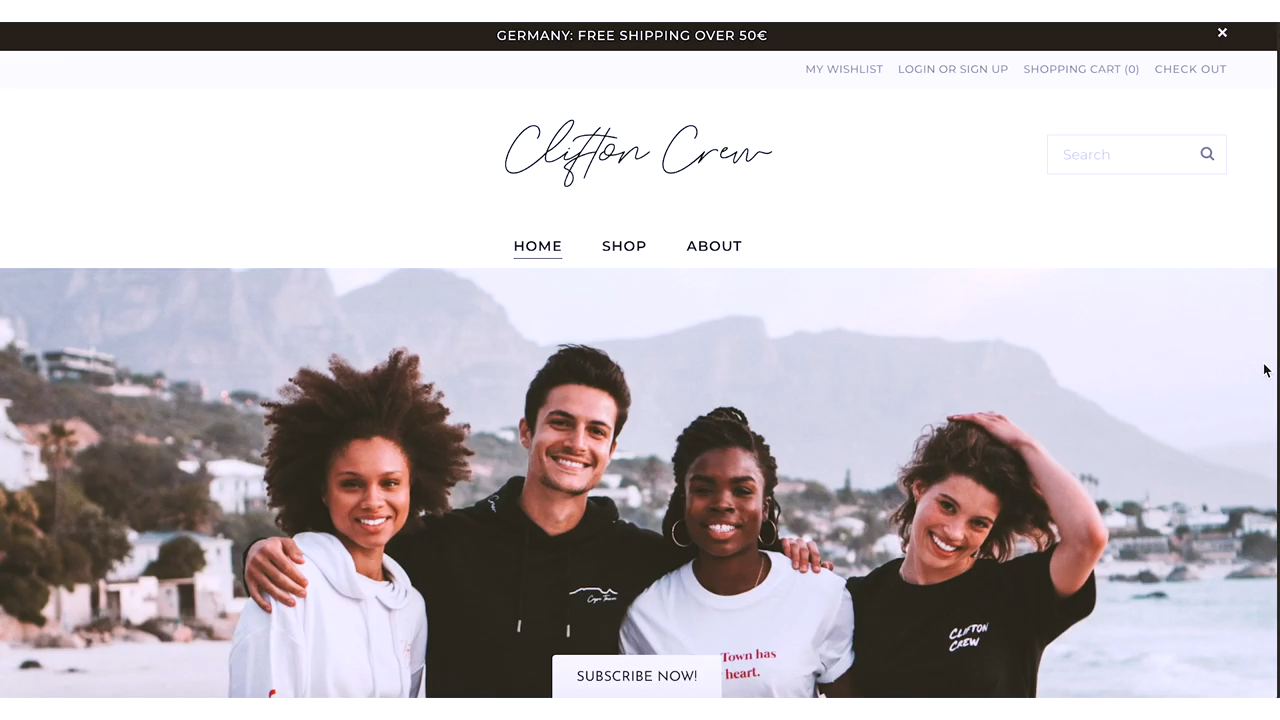 GERMANY: FREE SHIPPING OVER 50€
MY WISHLIST LOGIN OR SIGN UP SHOPPING CART (0) CHECK OUT
Clifton Crew
Search
HOME SHOP ABOUT
Town has
heart.
CLIFTON
CREW
SUBSCRIBE NOW!